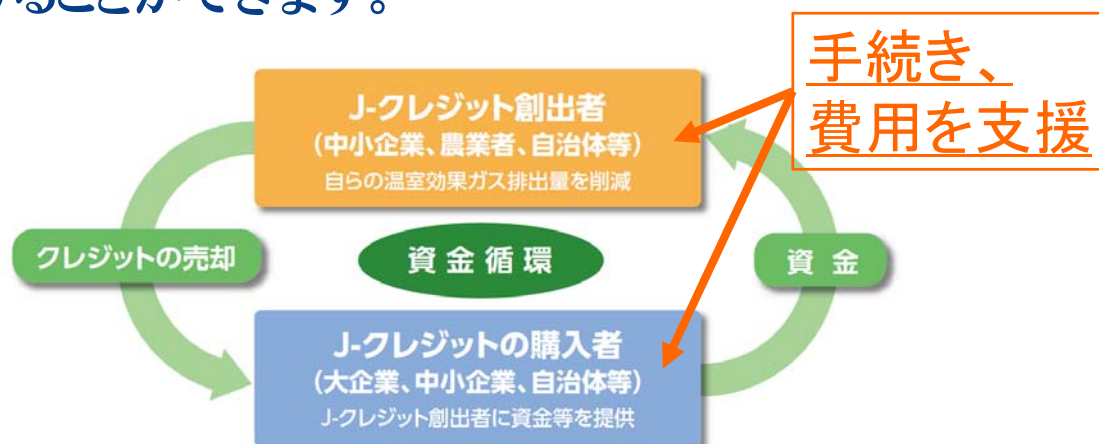 ることができます。
手続き、
費用を支援
J-クレジット創出者
(中小企業、農業者、自治体等)
自らの温室効果ガス排出量を削減
クレジットの売却
資金循環
資金
J-クレジットの購入者
(大企業、中小企業、自治体等)
J-クレジット創出者に資金等を提供